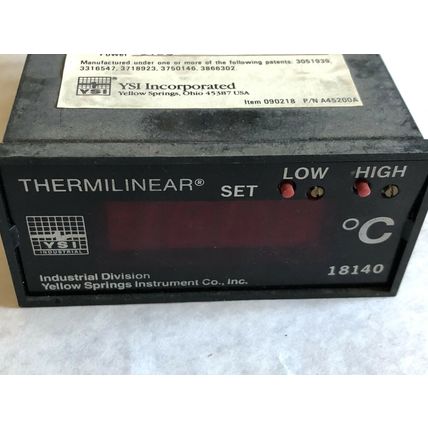 Power
Manufactured under one or more of the following patents: 3051939,
3316547, 3718923, 3750146, 3866302
YSI
YSI Incorporated
Yellow Springs, Ohio 45387 USA
Item 090218 P/N A45200A
THERMILINEAR®
SET
LOW
HIGH
YSI
INDUSTRIAL
°C
Industrial Division
Yellow Springs Instrument Co., Inc.
18140